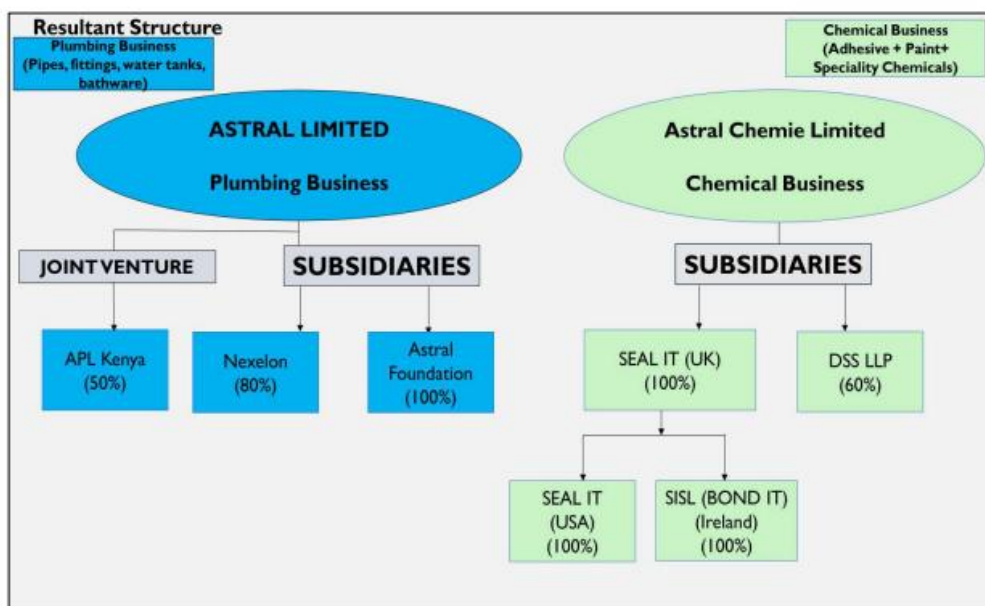 Resultant Structure
Plumbing Business
(Pipes, fittings, water tanks,
bathware)
Chemical Business
(Adhesive + Paint+
Speciality Chemicals)
ASTRAL LIMITED
Plumbing Business
Astral Chemie Limited
Chemical Business
JOINT VENTURE
SUBSIDIARIES
SUBSIDIARIES
APL Kenya
(50%)
Nexelon
(80%)
Astral
Foundation
(100%)
SEAL IT (UK)
(100%)
DSS LLP
(60%)
SEAL IT
(USA)
(100%)
SISL (BOND IT)
(Ireland)
(100%)